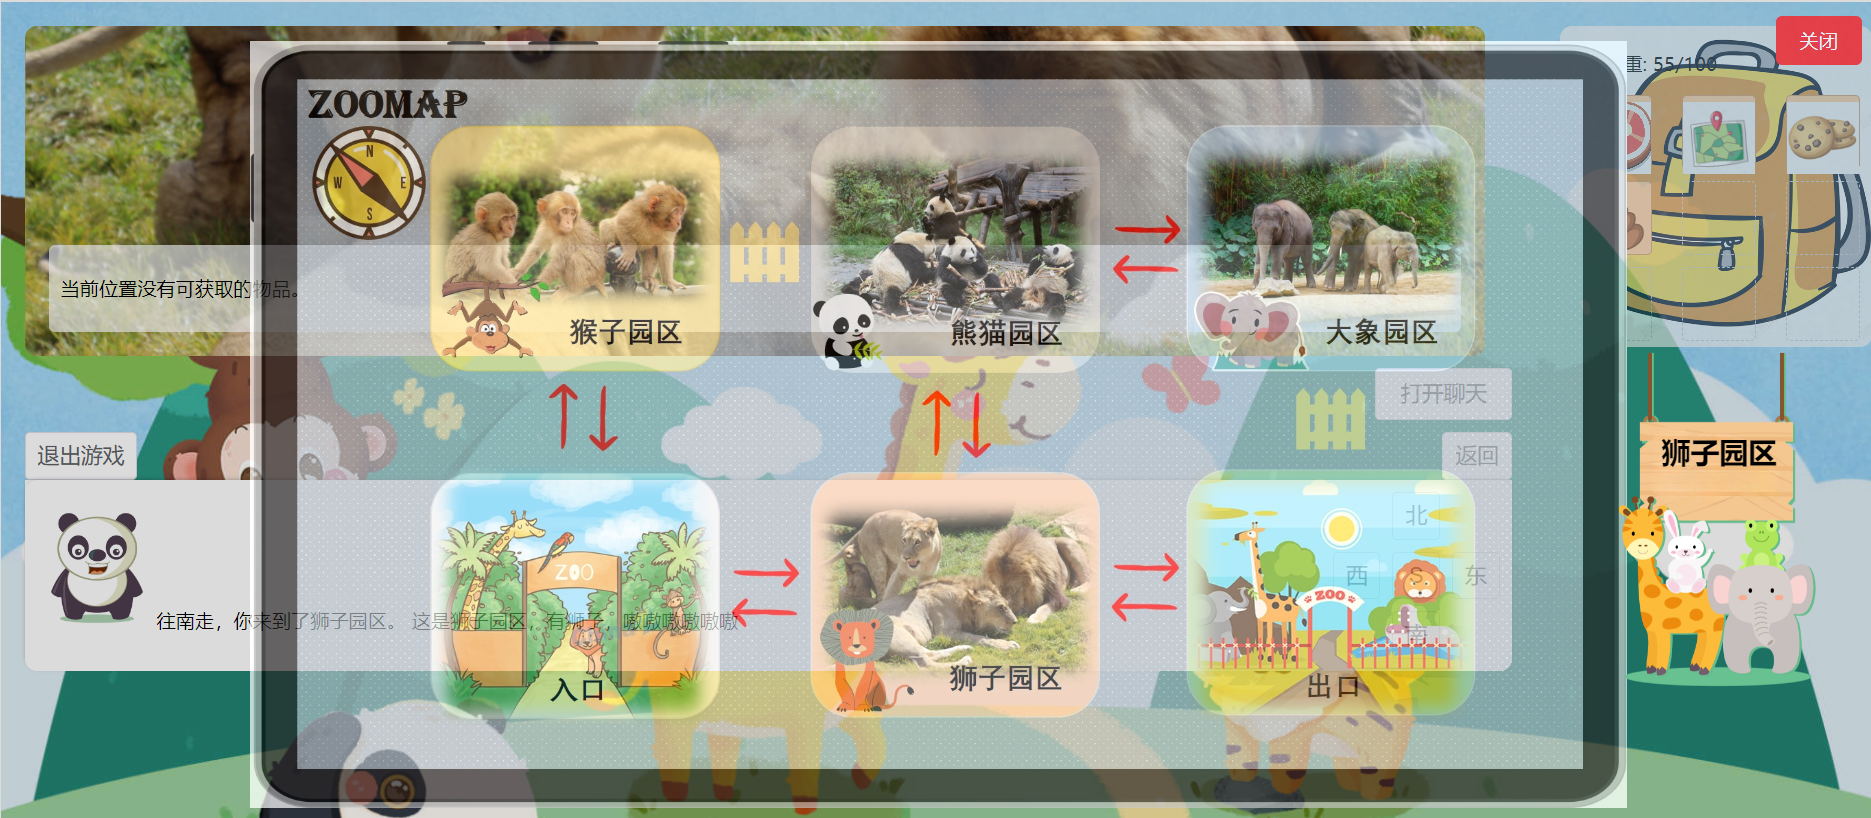 关闭
重: 55/100
ZOOMAP
N
W E
S
当前位置没有可获取的物品。
猴子园区
熊猫园区
大象园区
打开聊天
退出游戏
返回
狮子园区
北
西 S 东
南
ZOO
ZOO
往南走，你来到了狮子园区。 这是狮子园区，有狮子，嗷嗷嗷嗷嗷嗷
入口
狮子园区
出口